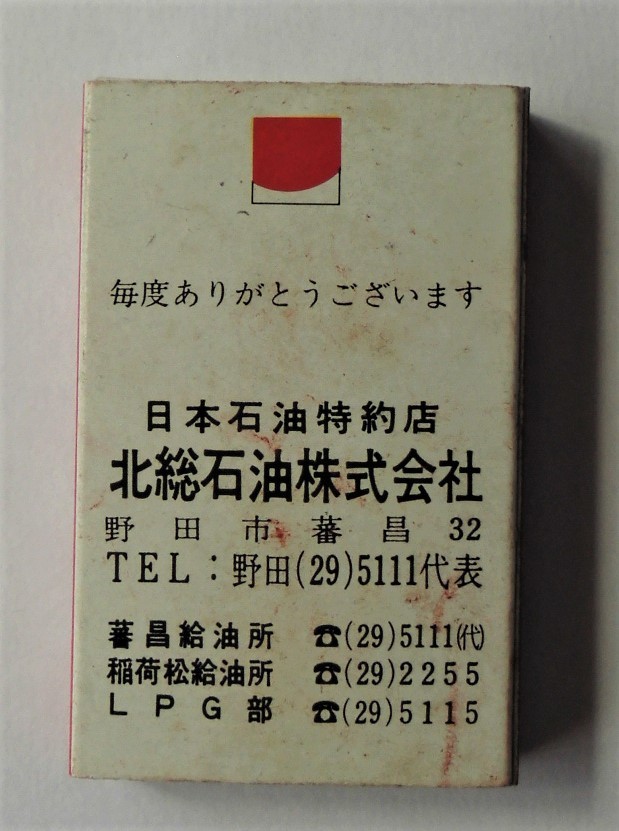 毎度ありがとうございます
日本石油特約店
北総石油株式会社
野田市蕃昌 32
TEL:野田(29)5111代表
蕃昌給油所 ☎(29)5111㈹
稲荷松給油所 ☎(29)2255
LPG部 ☎(29)5115